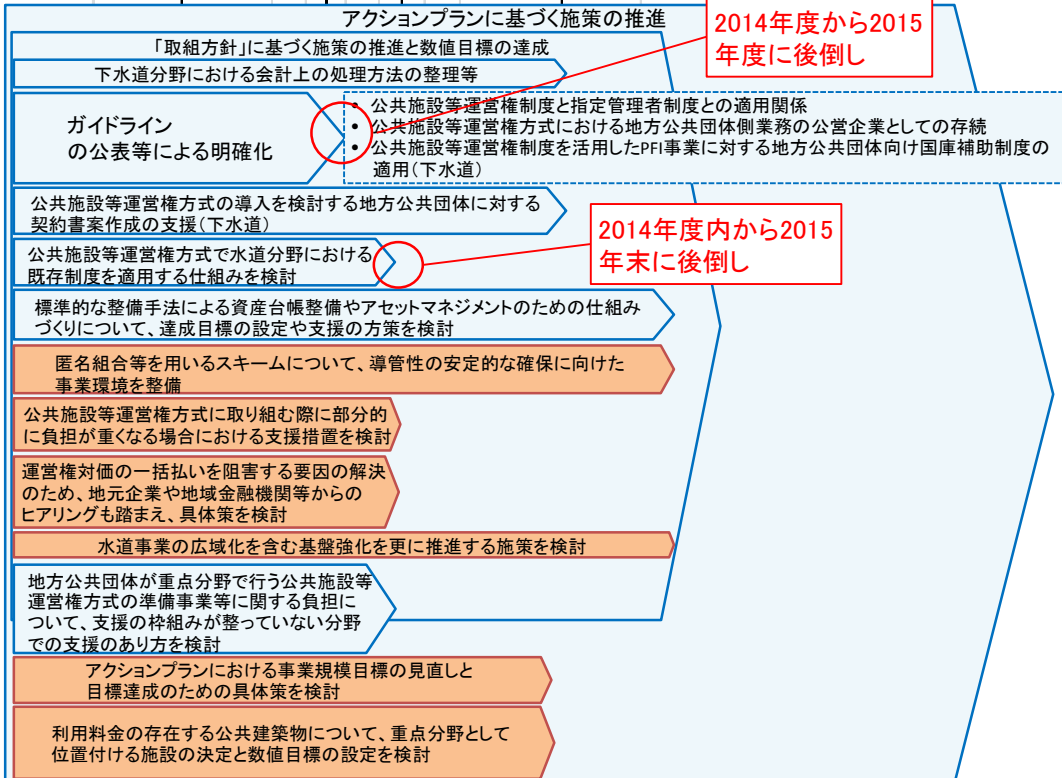 アクションプランに基づく施策の推進
2014年度から2015
年度に後倒し
「取組方針」に基づく施策の推進と数値目標の達成
下水道分野における会計上の処理方法の整理等
ガイドライン
の公表等による明確化
• 公共施設等運営権制度と指定管理者制度との適用関係
• 公共施設等運営権方式における地方公共団体側業務の公営企業としての存続
• 公共施設等運営権制度を活用したPFI事業に対する地方公共団体向け国庫補助制度の
適用(下水道)
公共施設等運営権方式の導入を検討する地方公共団体に対する
契約書案作成の支援(下水道)
2014年度内から2015
年末に後倒し
公共施設等運営権方式で水道分野における
既存制度を適用する仕組みを検討
標準的な整備手法による資産台帳整備やアセットマネジメントのための仕組み
づくりについて、達成目標の設定や支援の方策を検討
匿名組合等を用いるスキームについて、導管性の安定的な確保に向けた
事業環境を整備
公共施設等運営権方式に取り組む際に部分的
に負担が重くなる場合における支援措置を検討
運営権対価の一括払いを阻害する要因の解決
のため、地元企業や地域金融機関等からの
ヒアリングも踏まえ、具体策を検討
水道事業の広域化を含む基盤強化を更に推進する施策を検討
地方公共団体が重点分野で行う公共施設等
運営権方式の準備事業等に関する負担に
ついて、支援の枠組みが整っていない分野
での支援のあり方を検討
アクションプランにおける事業規模目標の見直しと
目標達成のための具体策を検討
利用料金の存在する公共建築物について、重点分野として
位置付ける施設の決定と数値目標の設定を検討